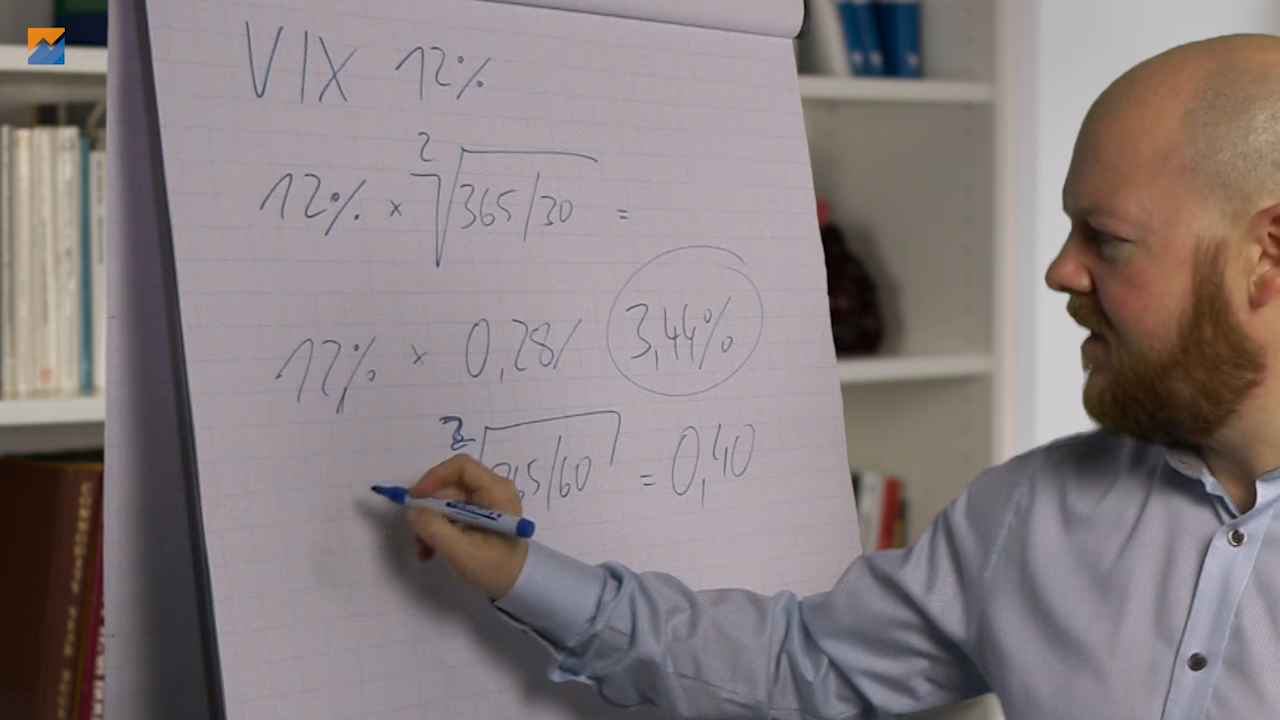 VIX 12%
12% × ²√365/30 =
12% × 0,28/ 3,44%
²√365/60 = 0,40